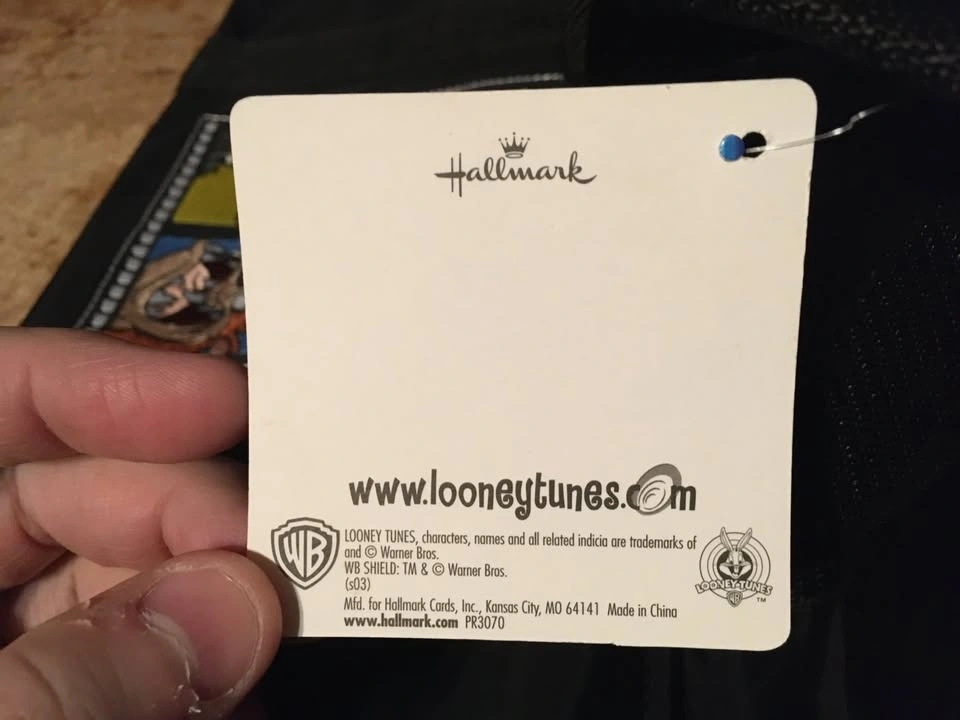 Hallmark
www.looneytunes.com
LOONEY TUNES, characters, names and all related indicia are trademarks of
and © Warner Bros.
WB SHIELD: TM & © Warner Bros.
(s03)
Mfd. for Hallmark Cards, Inc., Kansas City, MO 64141 Made in China
www.hallmark.com PR3070
WB
LOONEY TUNES
WB
TM